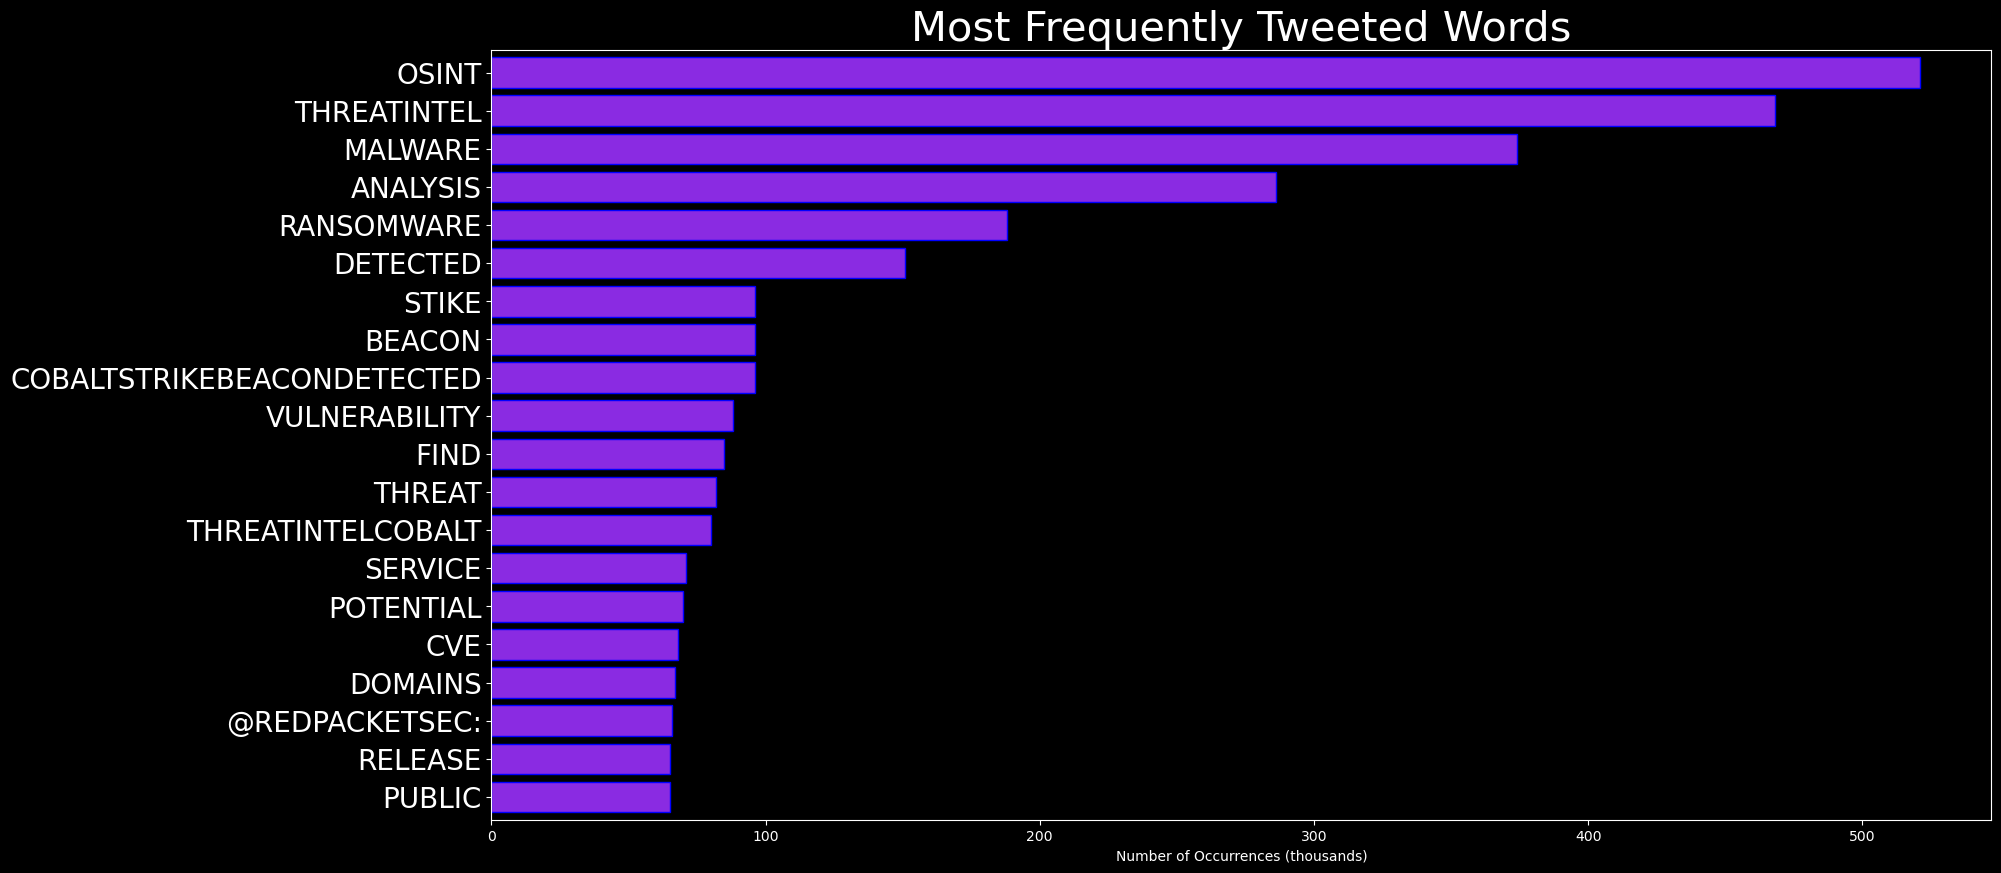 Most Frequently Tweeted Words
OSINT
THREATINTEL
MALWARE
ANALYSIS
RANSOMWARE
DETECTED
STIKE
BEACON
COBALTSTRIKEBEACONDETECTED
VULNERABILITY
FIND
THREAT
THREATINTELCOBALT
SERVICE
POTENTIAL
CVE
DOMAINS
@REDPACKETSEC:
RELEASE
PUBLIC
0 100 200 300 400 500
Number of Occurrences (thousands)